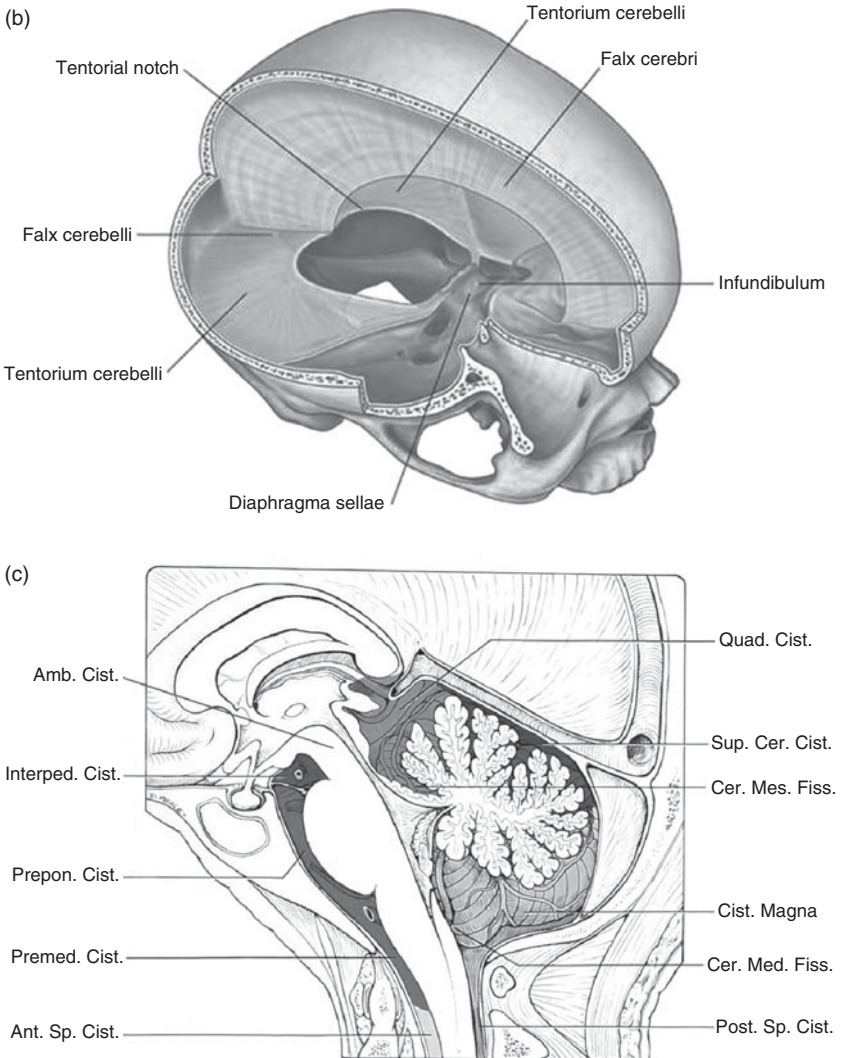 (b)
Tentorium cerebelli
Tentorial notch
Falx cerebri
Falx cerebelli
Infundibulum
Tentorium cerebelli
Diaphragma sellae
(c)
Quad. Cist.
Amb. Cist.
Sup. Cer. Cist.
Interped. Cist.
Cer. Mes. Fiss.
Prepon. Cist.
Cist. Magna
Premed. Cist.
Cer. Med. Fiss.
Ant. Sp. Cist.
Post. Sp. Cist.